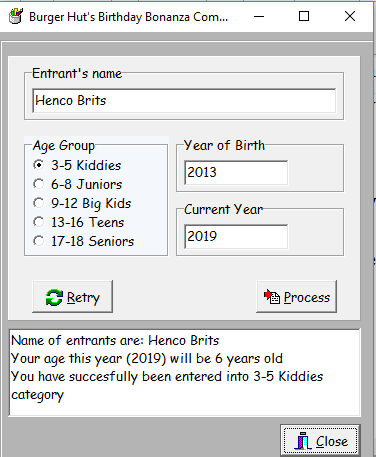 Burger Hut's Birthday Bonanza Com...
Entrant's name
Henco Brits
Age Group
3-5 Kiddies
6-8 Juniors
9-12 Big Kids
13-16 Teens
17-18 Seniors
Year of Birth
2013
Current Year
2019
Retry
Process
Name of entrants are: Henco Brits
Your age this year (2019) will be 6 years old
You have succesfully been entered into 3-5 Kiddies
category
Close